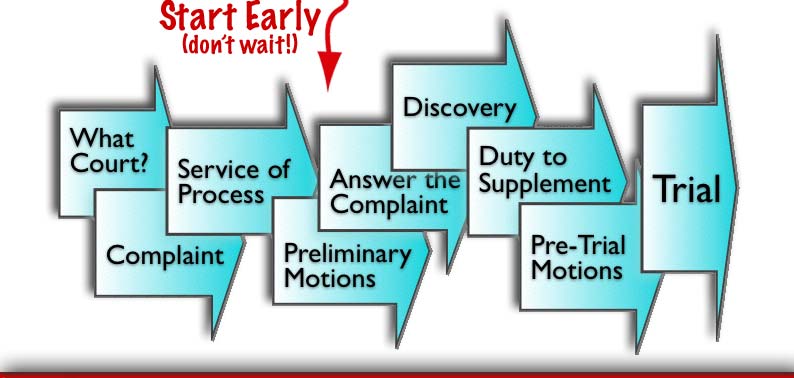 Start Early
(don't wait!)
What
Court?
Complaint
Service of
Process
Preliminary
Motions
Answer the
Complaint
Discovery
Duty to
Supplement
Pre-Trial
Motions
Trial